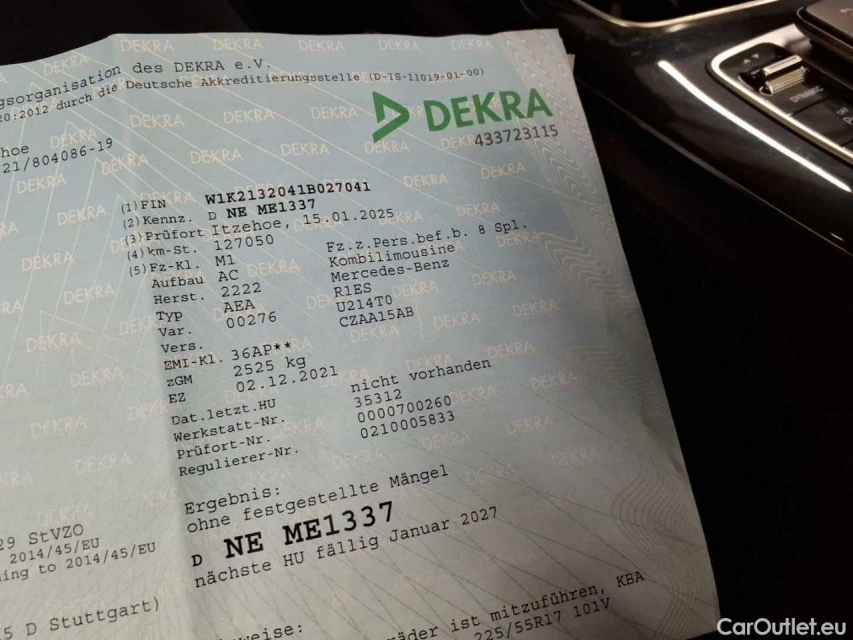 gsorganisation des DEKRA e.V.
20:2012 durch die Deutsche Akkreditierungsstelle (D-IS-11019-01-00)
DEKRA
433723115
hoe
21/804086-19
(1) FIN W1K2132041B027041
(2) Kennz. D NE ME1337
(3) Prüfort Itzehoe, 15.01.2025
(4) km-St. 127050
(5) Fz-Kl. M1 Fz.z.Pers.bef.b. 8 Spl.
Aufbau AC Kombilimousine
Herst. 2222 Mercedes-Benz
Typ AEA R1ES
Var. 00276 U214T0
Vers. CZAA15AB
EMI-Kl. 36AP**
zGM 2525 kg
EZ 02.12.2021
Dat.letzt.HU nicht vorhanden
Werkstatt-Nr. 35312
Prüfort-Nr. 0000700260
Regulierer-Nr. 0210005833
Ergebnis:
ohne festgestellte Mängel
D NE ME1337
nächste HU fällig Januar 2027
29 StVZO
2014/45/EU
ing to 2014/45/EU
5 D Stuttgart)
weise:
räder ist mitzuführen, KBA
225/55R17 101V
DYNAMIC
CarOutlet.eu